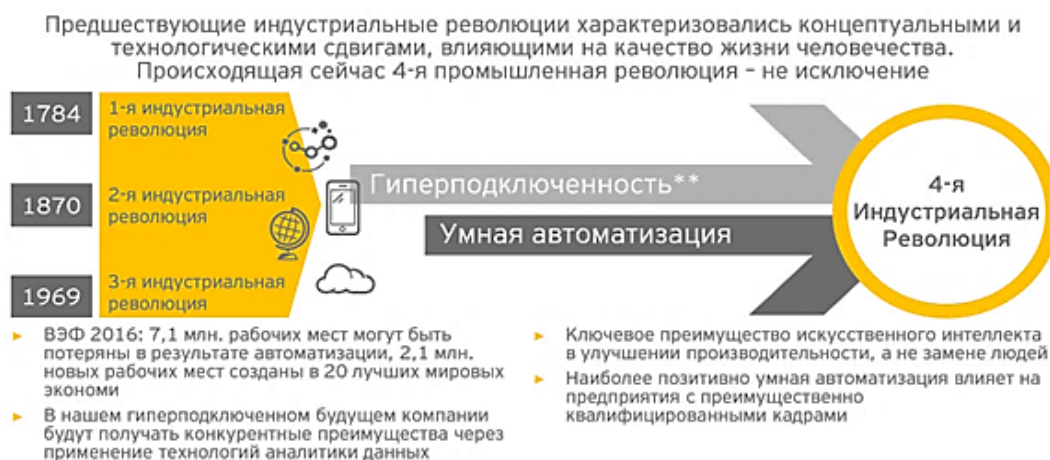 Предшествующие индустриальные революции характеризовались концептуальными и
технологическими сдвигами, влияющими на качество жизни человечества.
Происходящая сейчас 4-я промышленная революция – не исключение
1784
1-я индустриальная
революция
1870
2-я индустриальная
революция
1969
3-я индустриальная
революция
Гиперподключенность**
Умная автоматизация
4-я
Индустриальная
Революция
► ВЭФ 2016: 7,1 млн. рабочих мест могут быть
потеряны в результате автоматизации, 2,1 млн.
новых рабочих мест созданы в 20 лучших мировых
экономи
► В нашем гиперподключенном будущем компании
будут получать конкурентные преимущества через
применение технологий аналитики данных
► Ключевое преимущество искусственного интеллекта
в улучшении производительности, а не замене людей
► Наиболее позитивно умная автоматизация влияет на
предприятия с преимущественно
квалифицированными кадрами